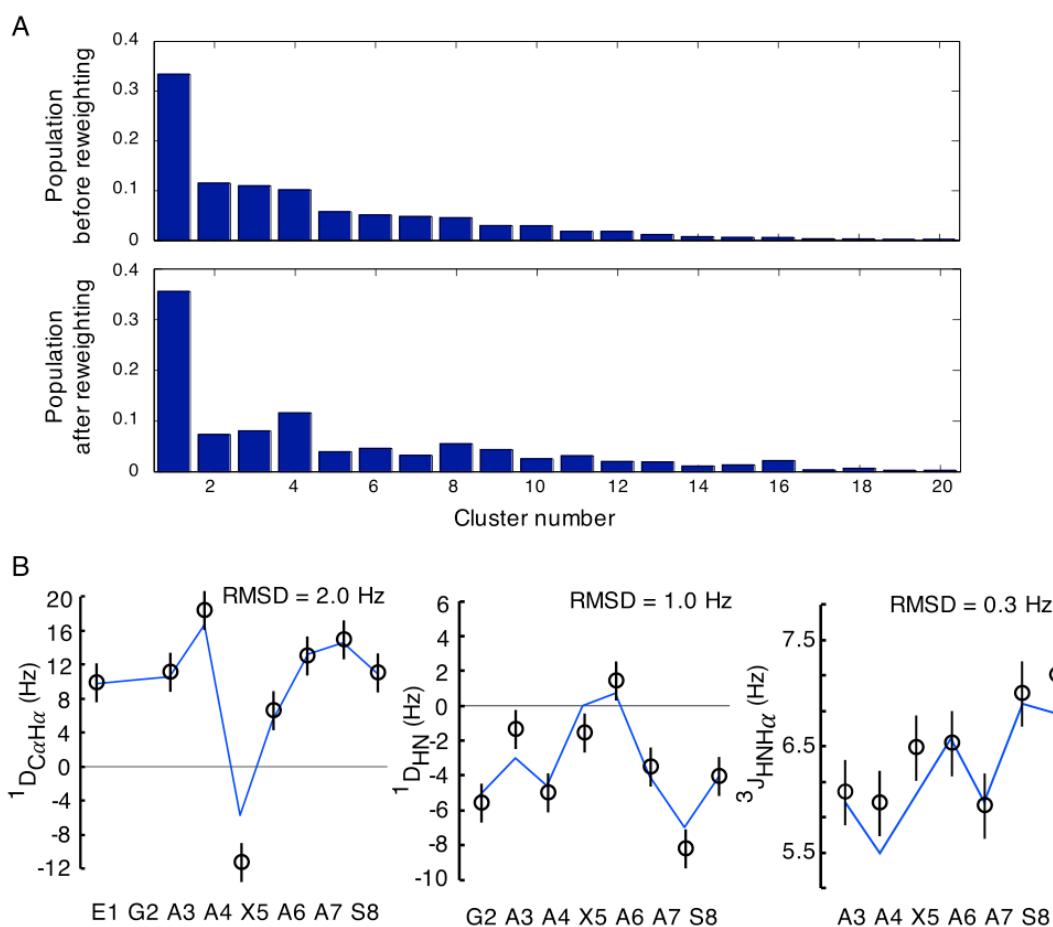 A
Population
before reweighting
0.4
0.3
0.2
0.1
0
Population
after reweighting
0.4
0.3
0.2
0.1
0
2 4 6 8 10 12 14 16 18 20
Cluster number
B
RMSD = 2.0 Hz
¹D_CαHα (Hz)
20
16
12
8
4
0
-4
-8
-12
E1 G2 A3 A4 X5 A6 A7 S8
RMSD = 1.0 Hz
¹D_HN (Hz)
6
4
2
0
-2
-4
-6
-8
-10
G2 A3 A4 X5 A6 A7 S8
RMSD = 0.3 Hz
³J_HNHα (Hz)
7.5
6.5
5.5
A3 A4 X5 A6 A7 S8